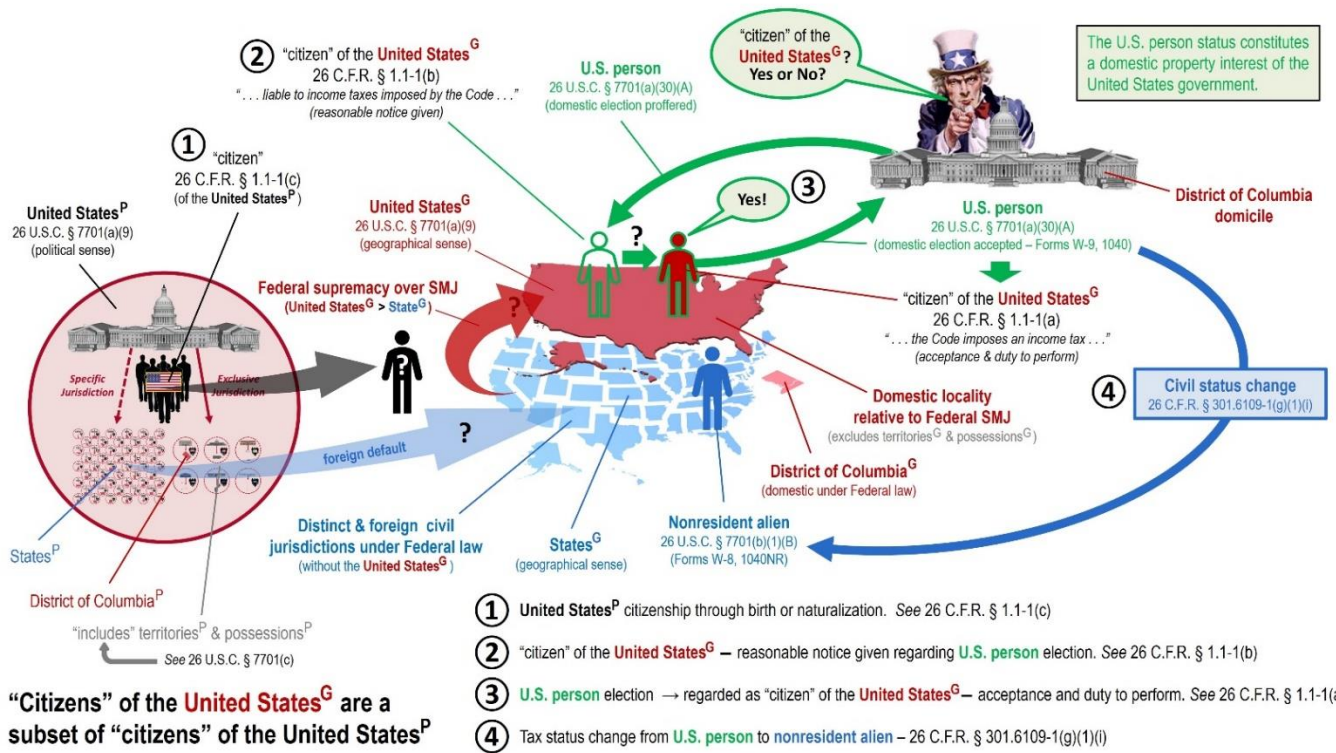 ②
"citizen" of the United Statesᴳ
26 C.F.R. § 1.1-1(b)
". . . liable to income taxes imposed by the Code . . ."
(reasonable notice given)
U.S. person
26 U.S.C. § 7701(a)(30)(A)
(domestic election proffered)
"citizen" of the
United Statesᴳ?
Yes or No?
The U.S. person status constitutes
a domestic property interest of the
United States government.
①
"citizen"
26 C.F.R. § 1.1-1(c)
(of the United Statesᴾ)
United Statesᴾ
26 U.S.C. § 7701(a)(9)
(political sense)
United Statesᴳ
26 U.S.C. § 7701(a)(9)
(geographical sense)
Yes!
③
District of Columbia
domicile
U.S. person
26 U.S.C. § 7701(a)(30)(A)
(domestic election accepted – Forms W-9, 1040)
?
Federal supremacy over SMJ
(United Statesᴳ > Stateᴳ)
?
?
"citizen" of the United Statesᴳ
26 C.F.R. § 1.1-1(a)
". . . the Code imposes an income tax . . ."
(acceptance & duty to perform)
Specific
Jurisdiction
Exclusive
Jurisdiction
④
Civil status change
26 C.F.R. § 301.6109-1(g)(1)(i)
Domestic locality
relative to Federal SMJ
(excludes territoriesᴳ & possessionsᴳ)
foreign default
?
District of Columbiaᴳ
(domestic under Federal law)
Distinct & foreign civil
jurisdictions under Federal law
(without the United Statesᴳ)
Statesᴳ
(geographical sense)
Nonresident alien
26 U.S.C. § 7701(b)(1)(B)
(Forms W-8, 1040NR)
Statesᴾ
District of Columbiaᴾ
"includes" territoriesᴾ & possessionsᴾ
See 26 U.S.C. § 7701(c)
"Citizens" of the United Statesᴳ are a
subset of "citizens" of the United Statesᴾ
① United Statesᴾ citizenship through birth or naturalization. See 26 C.F.R. § 1.1-1(c)
② "citizen" of the United Statesᴳ – reasonable notice given regarding U.S. person election. See 26 C.F.R. § 1.1-1(b)
③ U.S. person election → regarded as "citizen" of the United Statesᴳ – acceptance and duty to perform. See 26 C.F.R. § 1.1-1(a
④ Tax status change from U.S. person to nonresident alien – 26 C.F.R. § 301.6109-1(g)(1)(i)